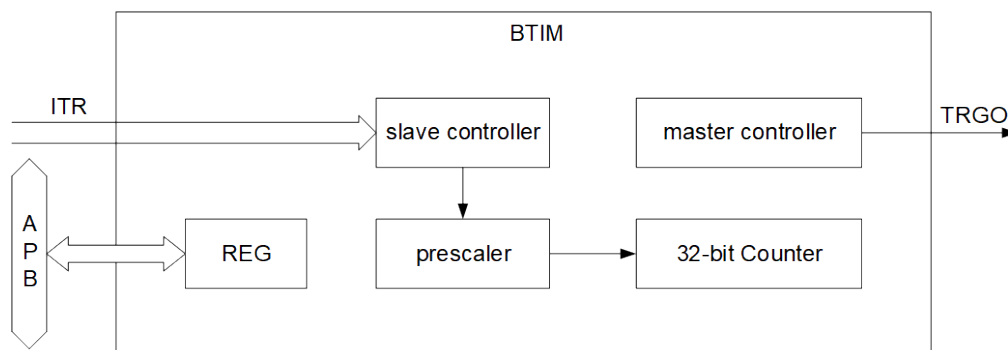 BTIM
ITR
slave controller
master controller
TRGO
A
P
B
REG
prescaler
32-bit Counter